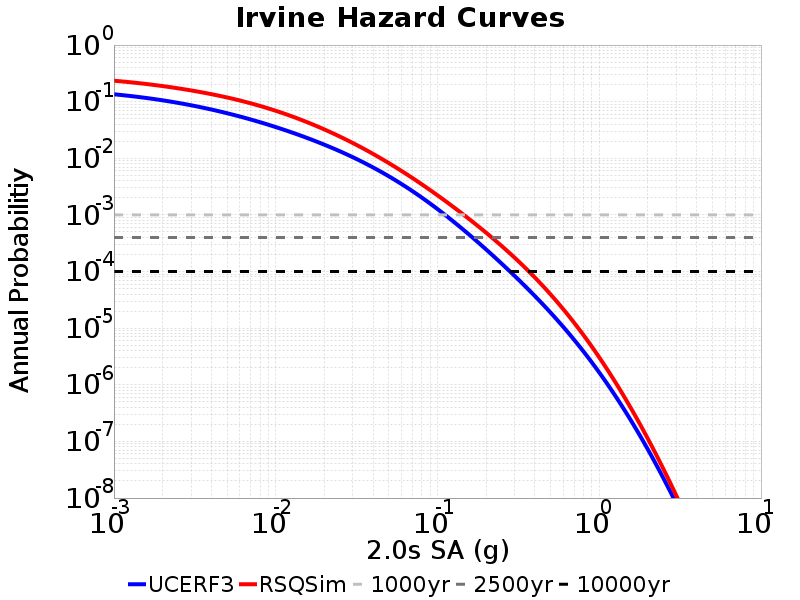 Irvine Hazard Curves
Annual Probabilitiy
10^0
10^-1
10^-2
10^-3
10^-4
10^-5
10^-6
10^-7
10^-8
10^-3 10^-2 10^-1 10^0 10^1
2.0s SA (g)
UCERF3 RSQSim 1000yr 2500yr 10000yr